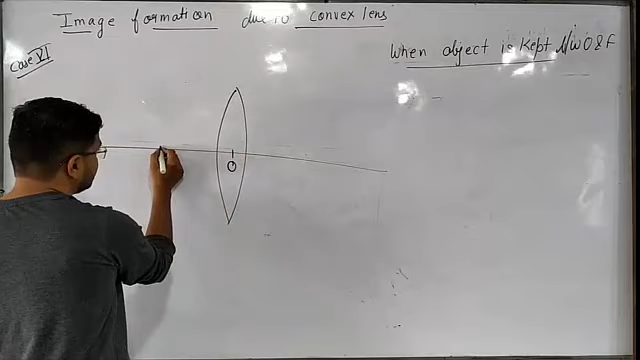 Image formation due to convex lens
Case VI
When object is kept b/w O & F
O